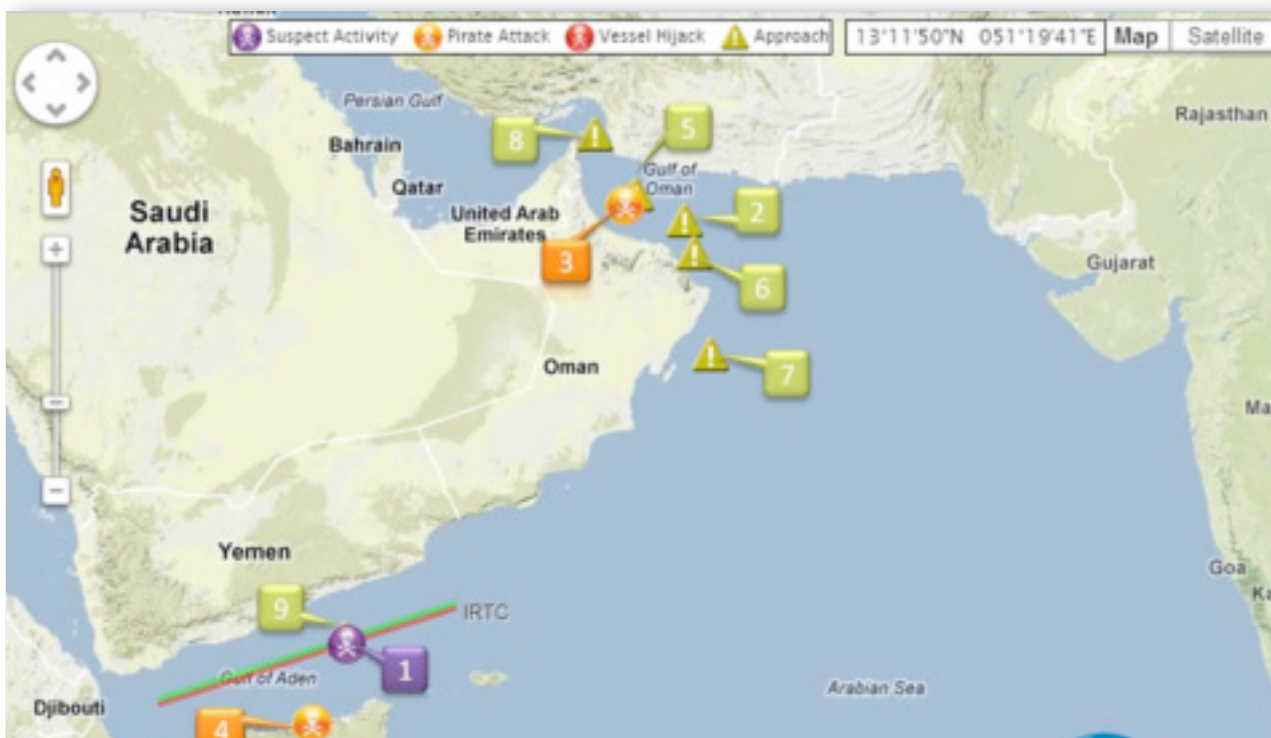 Suspect Activity Pirate Attack Vessel Hijack Approach 13°11'50"N 051°19'41"E Map Satellite
Persian Gulf
Rajasthan
Bahrain
8
5
Qatar
Gulf of
Oman
Saudi
Arabia
United Arab
Emirates
2
3
Gujarat
6
Oman
7
Yemen
9
IRTC
1
Goa
Gulf of Aden
Arabian Sea
Djibouti
4